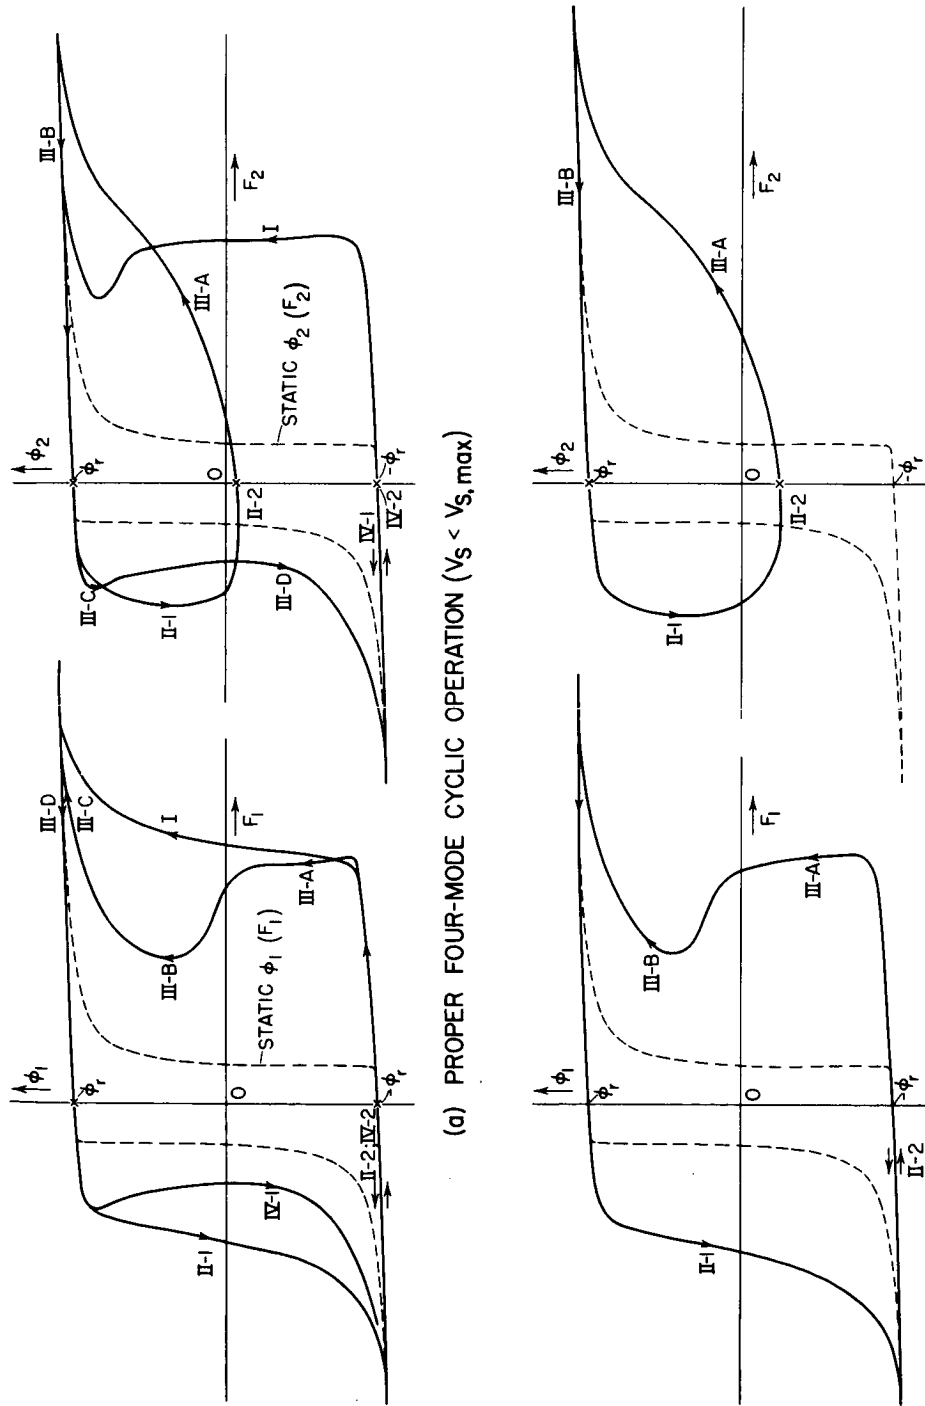 φ1
φr
III-D
III-C
I
III-B
F1
III-A
STATIC φ1 (F1)
O
II-1
IV-1
II-2; IV-2
-φr
φ2
φr
III-B
F2
I
III-A
STATIC φ2 (F2)
O
III-C
II-1
III-D
II-2
IV-1
IV-2
-φr
(a) PROPER FOUR-MODE CYCLIC OPERATION (VS < VS,max)
φ1
φr
F1
III-B
III-A
O
II-1
II-2
-φr
φ2
φr
III-B
F2
III-A
O
II-1
II-2
-φr